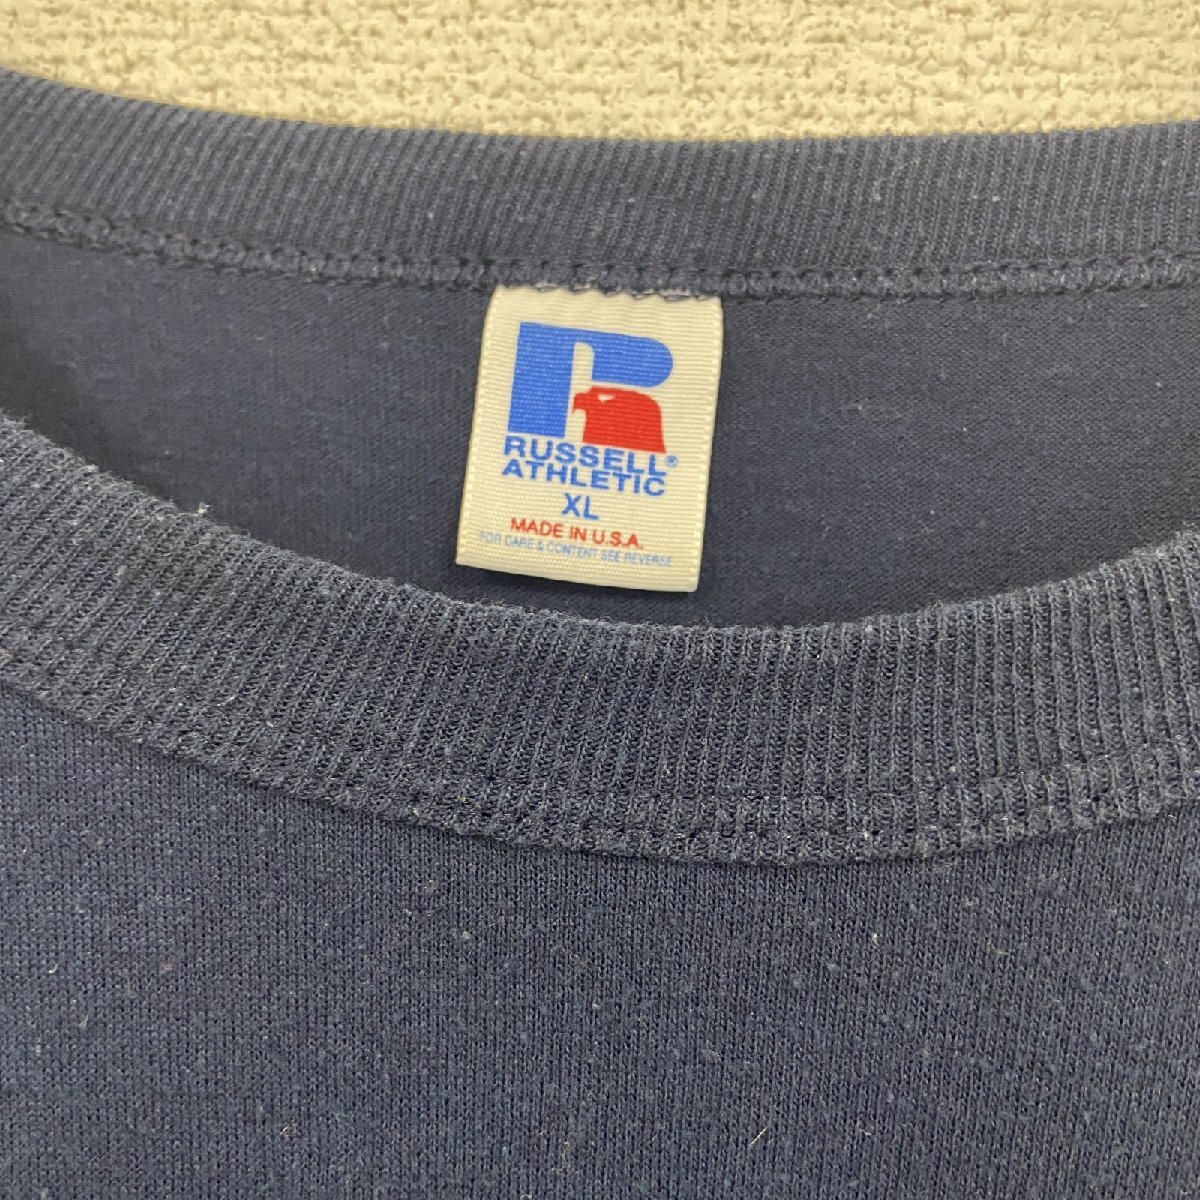 RUSSELL®
ATHLETIC
XL
MADE IN U.S.A.
FOR CARE & CONTENT SEE REVERSE